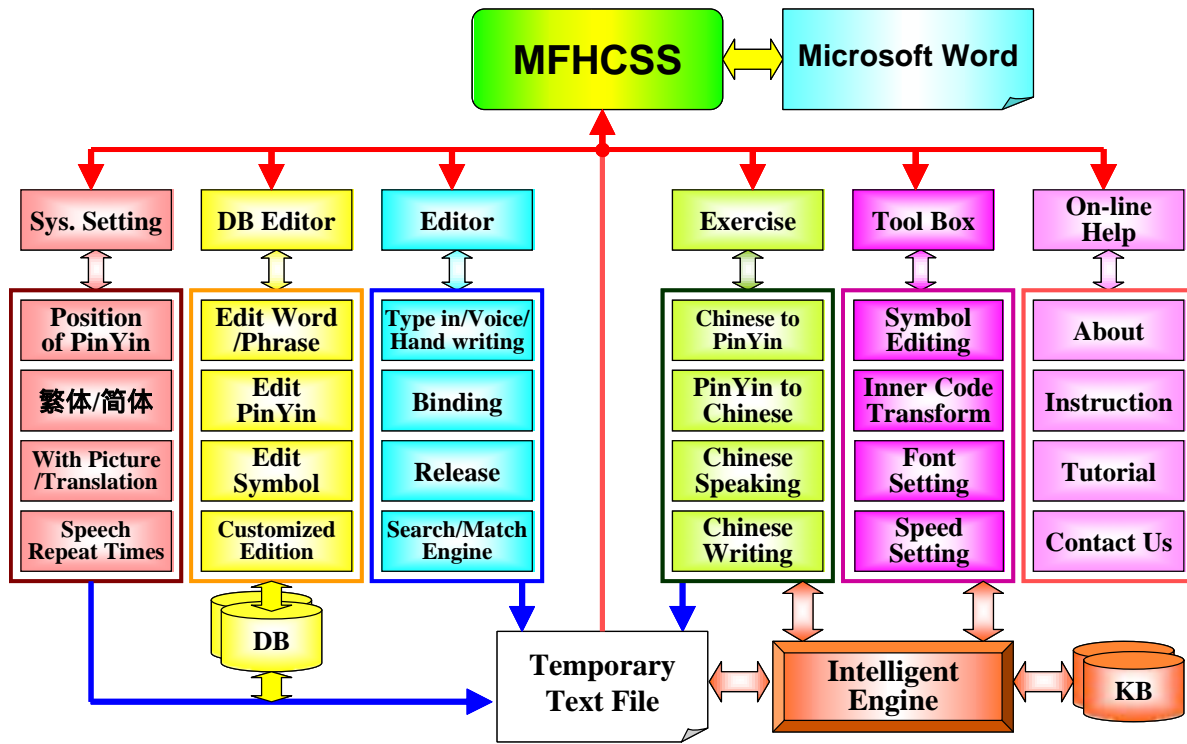 MFHCSS
Microsoft Word
Sys. Setting
DB Editor
Editor
Exercise
Tool Box
On-line
Help
Position
of PinYin
繁体/简体
With Picture
/Translation
Speech
Repeat Times
Edit Word
/Phrase
Edit
PinYin
Edit
Symbol
Customized
Edition
Type in/Voice/
Hand writing
Binding
Release
Search/Match
Engine
Chinese to
PinYin
PinYin to
Chinese
Chinese
Speaking
Chinese
Writing
Symbol
Editing
Inner Code
Transform
Font
Setting
Speed
Setting
About
Instruction
Tutorial
Contact Us
DB
Temporary
Text File
Intelligent
Engine
KB